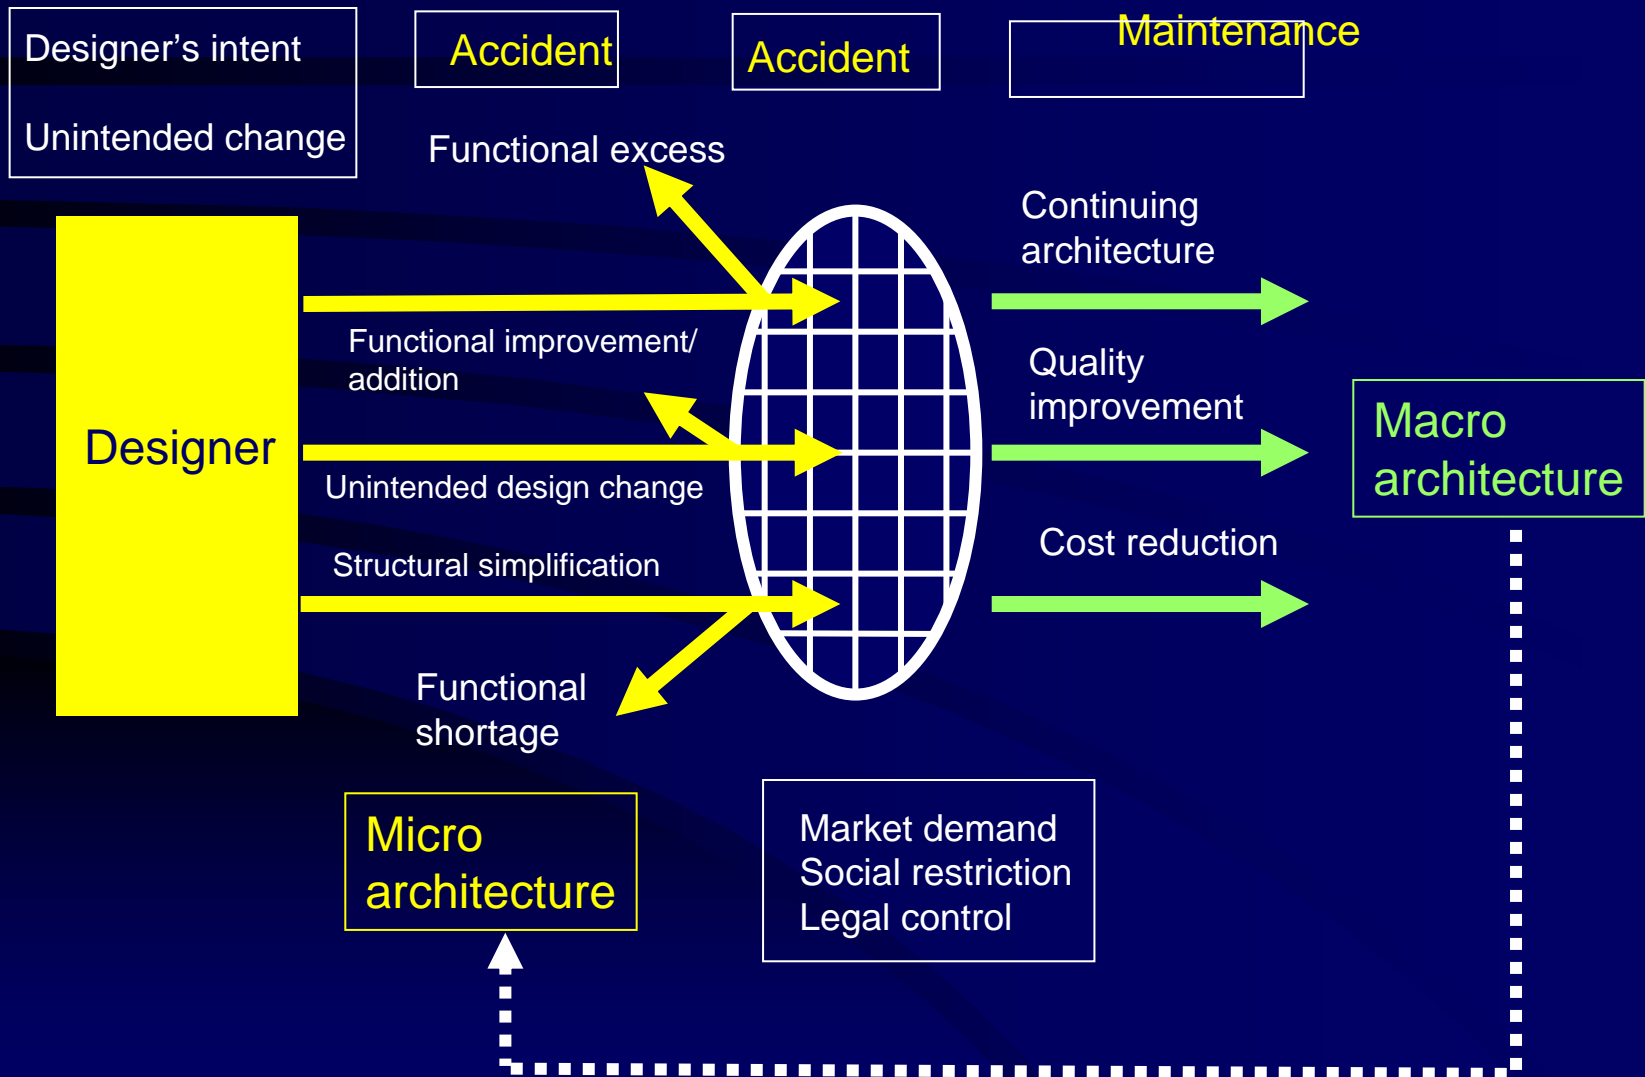 Designer’s intent
Unintended change
Accident
Accident
Maintenance
Functional excess
Continuing
architecture
Functional improvement/
addition
Quality
improvement
Designer
Macro
architecture
Unintended design change
Structural simplification
Cost reduction
Functional
shortage
Micro
architecture
Market demand
Social restriction
Legal control